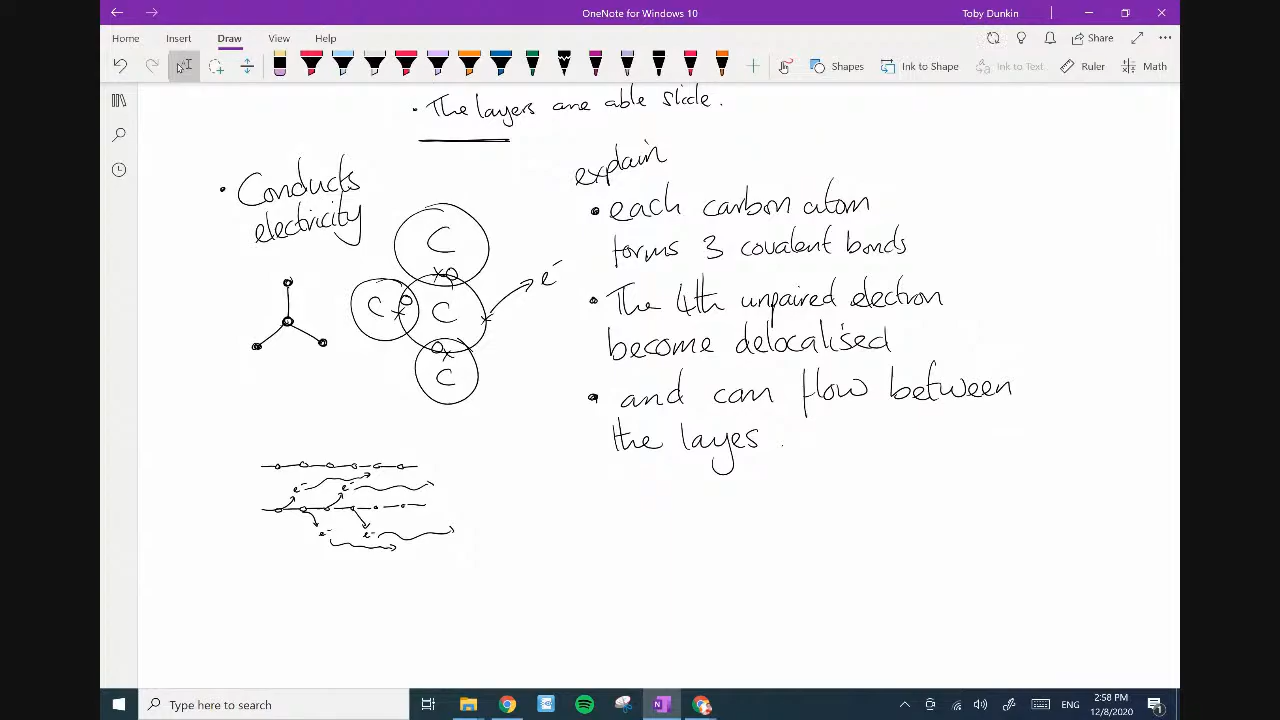 OneNote for Windows 10
Toby Dunkin
Home
Insert
Draw
View
Help
Share
Shapes
Ink to Shape
Ink to Text
Ruler
Math
• The layers are able slide.
• Conducts
electricity
C
C
C
C
e⁻
explain
• each carbon atom
forms 3 covalent bonds
• The 4th unpaired electron
become delocalised
• and can flow between
the layes.
e⁻
e⁻
e⁻
e⁻
Type here to search
ENG
2:58 PM
12/8/2020
1